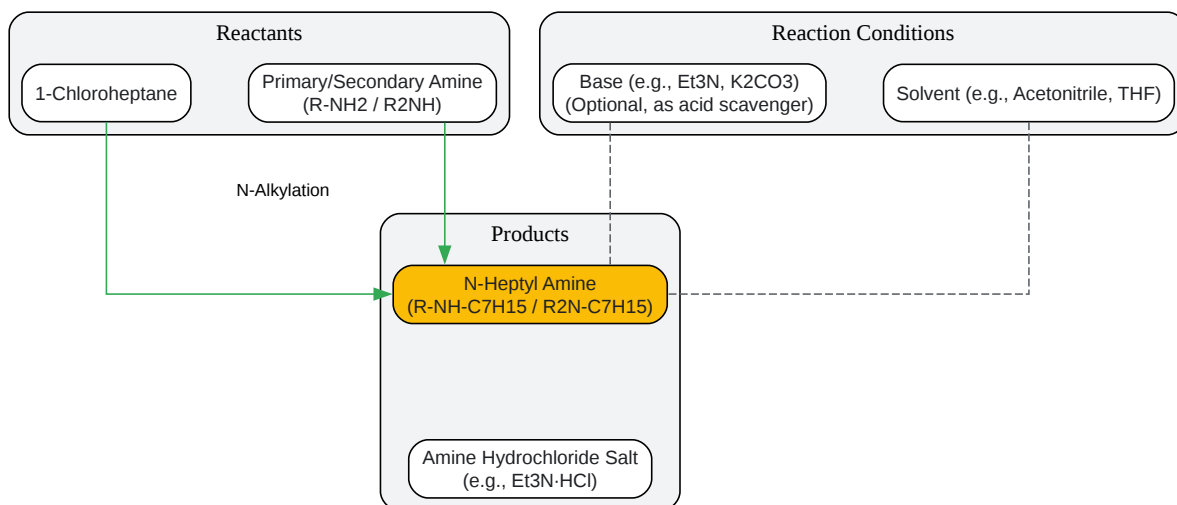 Reactants
Reaction Conditions
1-Chloroheptane
Primary/Secondary Amine
(R-NH2 / R2NH)
Base (e.g., Et3N, K2CO3)
(Optional, as acid scavenger)
Solvent (e.g., Acetonitrile, THF)
N-Alkylation
Products
N-Heptyl Amine
(R-NH-C7H15 / R2N-C7H15)
Amine Hydrochloride Salt
(e.g., Et3N·HCl)